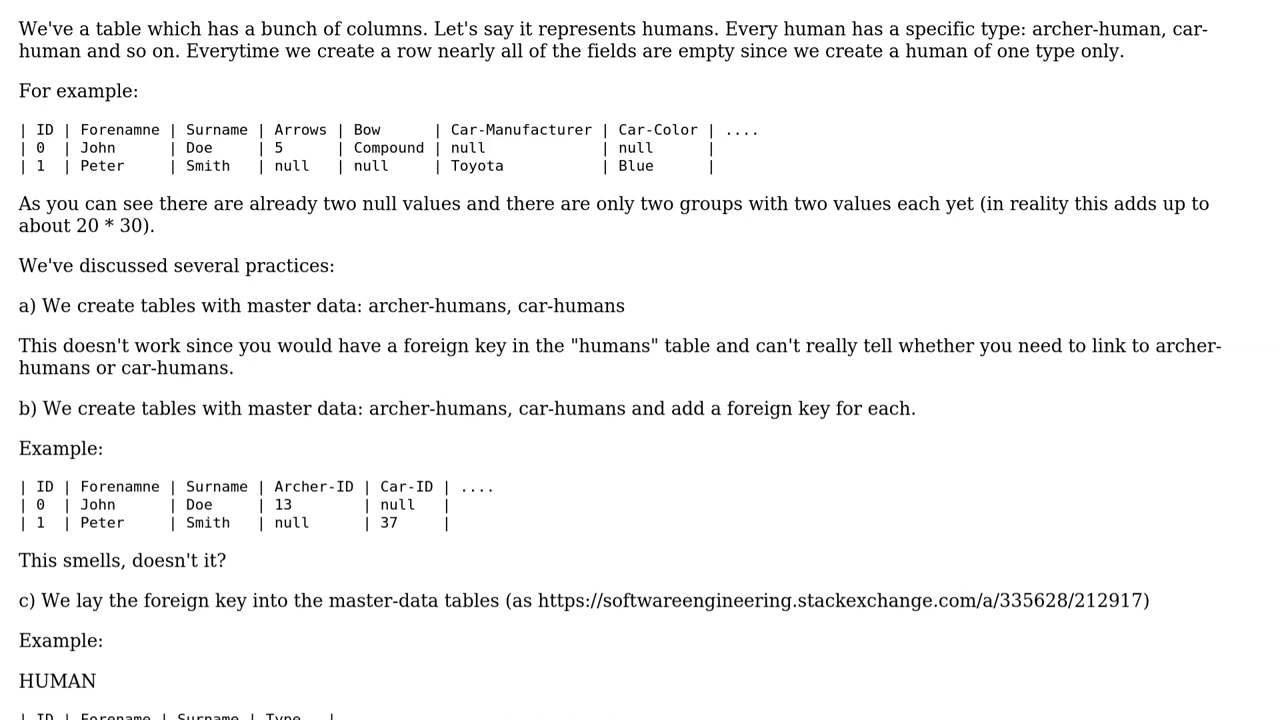 We've a table which has a bunch of columns. Let's say it represents humans. Every human has a specific type: archer-human, car-
human and so on. Everytime we create a row nearly all of the fields are empty since we create a human of one type only.
For example:
| ID | Forenamne | Surname | Arrows | Bow      | Car-Manufacturer | Car-Color | ....
| 0  | John      | Doe     | 5      | Compound | null             | null      |
| 1  | Peter     | Smith   | null   | null     | Toyota           | Blue      |
As you can see there are already two null values and there are only two groups with two values each yet (in reality this adds up to
about 20 * 30).
We've discussed several practices:
a) We create tables with master data: archer-humans, car-humans
This doesn't work since you would have a foreign key in the "humans" table and can't really tell whether you need to link to archer-
humans or car-humans.
b) We create tables with master data: archer-humans, car-humans and add a foreign key for each.
Example:
| ID | Forenamne | Surname | Archer-ID | Car-ID | ....
| 0  | John      | Doe     | 13        | null   |
| 1  | Peter     | Smith   | null      | 37     |
This smells, doesn't it?
c) We lay the foreign key into the master-data tables (as https://softwareengineering.stackexchange.com/a/335628/212917)
Example:
HUMAN
| ID | Forename | Surname | Type   |